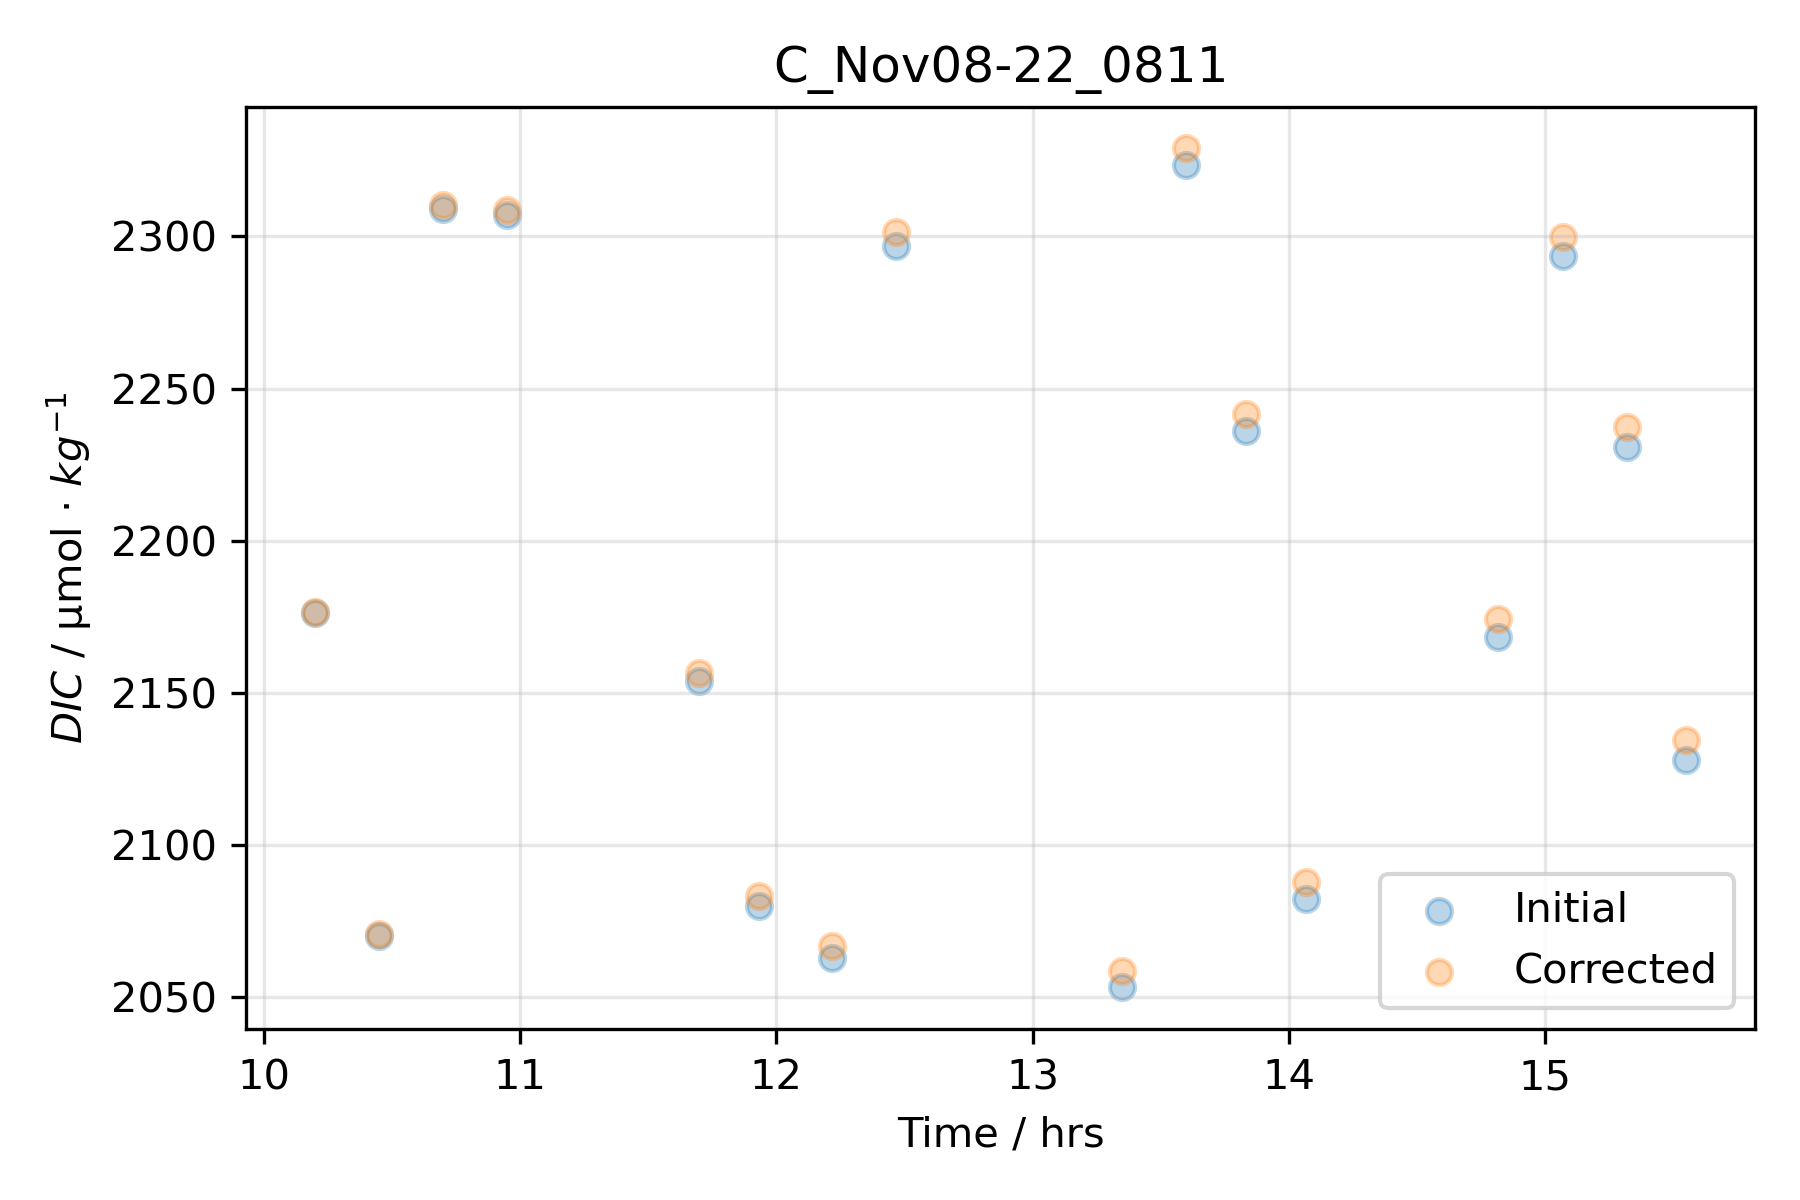 C_Nov08-22_0811
DIC / μmol · kg⁻¹
2300
2250
2200
2150
2100
2050
10 11 12 13 14 15
Time / hrs
Initial
Corrected